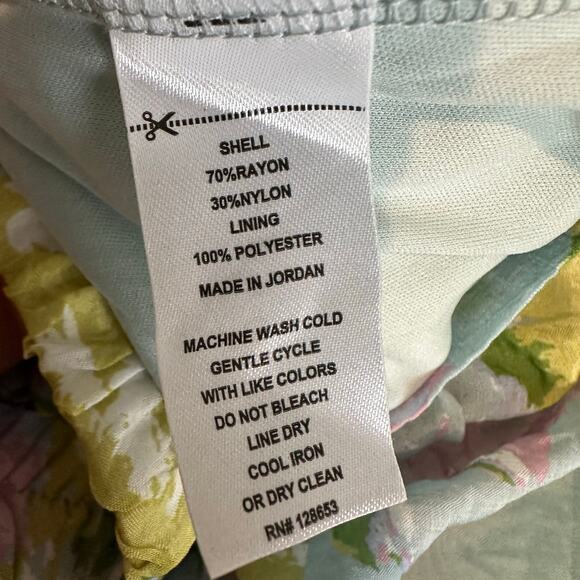 SHELL
70%RAYON
30%NYLON
LINING
100% POLYESTER
MADE IN JORDAN
MACHINE WASH COLD
GENTLE CYCLE
WITH LIKE COLORS
DO NOT BLEACH
LINE DRY
COOL IRON
OR DRY CLEAN
RN# 128653